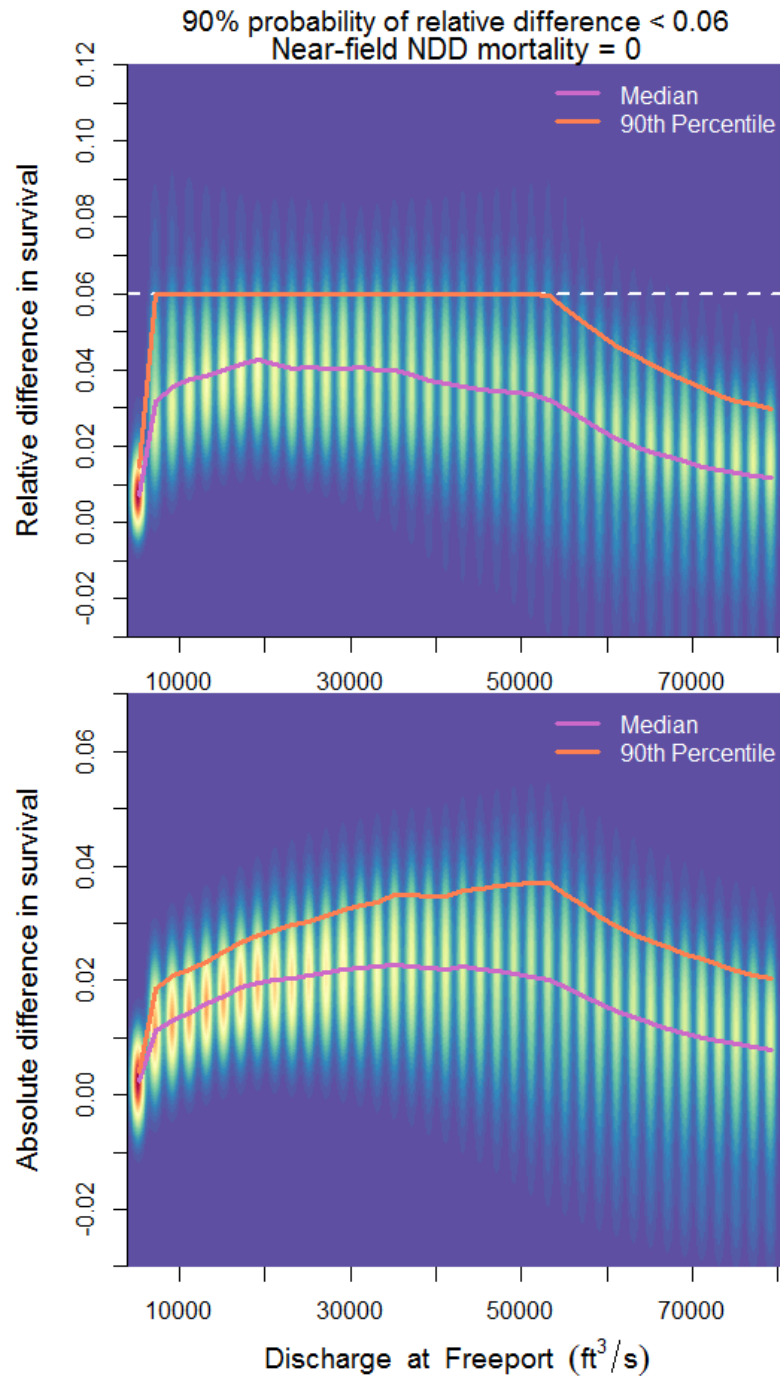 90% probability of relative difference < 0.06
Near-field NDD mortality = 0
Relative difference in survival
0.12
0.10
0.08
0.06
0.04
0.02
0.00
-0.02
Median
90th Percentile
10000 30000 50000 70000
Absolute difference in survival
0.06
0.04
0.02
0.00
-0.02
Median
90th Percentile
10000 30000 50000 70000
Discharge at Freeport (ft³/s)